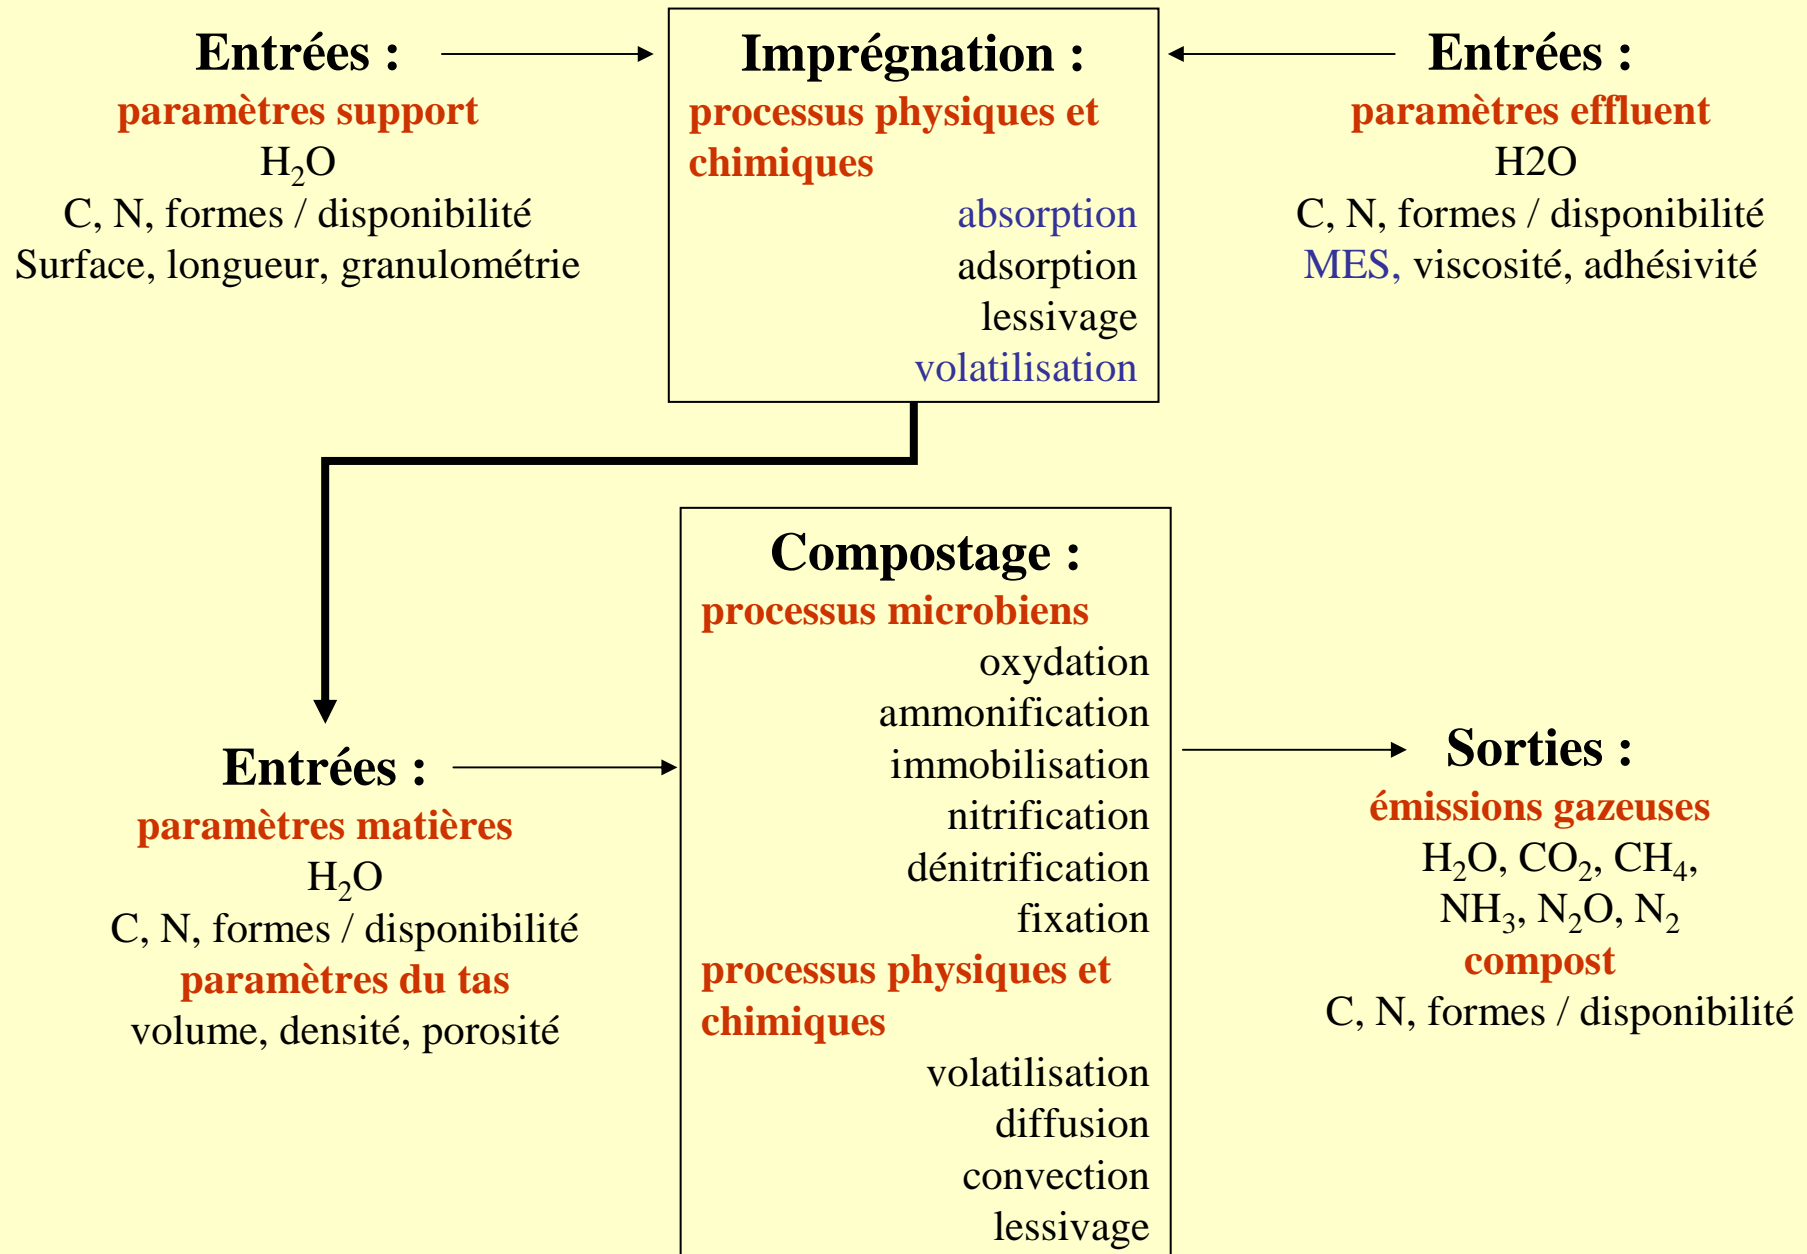 Entrées :
paramètres support
H₂O
C, N, formes / disponibilité
Surface, longueur, granulométrie
Imprégnation :
processus physiques et
chimiques
absorption
adsorption
lessivage
volatilisation
Entrées :
paramètres effluent
H2O
C, N, formes / disponibilité
MES, viscosité, adhésivité
Entrées :
paramètres matières
H₂O
C, N, formes / disponibilité
paramètres du tas
volume, densité, porosité
Compostage :
processus microbiens
oxydation
ammonification
immobilisation
nitrification
dénitrification
fixation
processus physiques et
chimiques
volatilisation
diffusion
convection
lessivage
Sorties :
émissions gazeuses
H₂O, CO₂, CH₄,
NH₃, N₂O, N₂
compost
C, N, formes / disponibilité